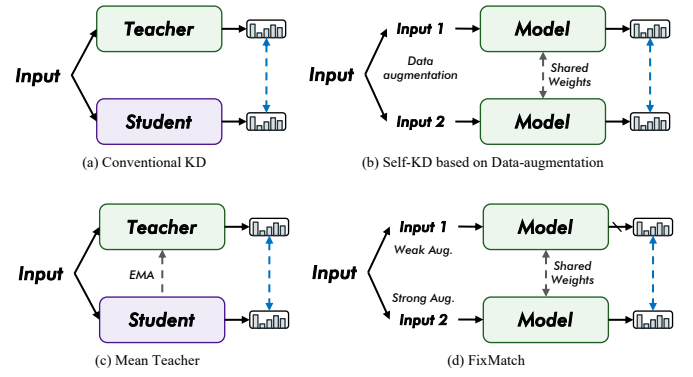 Teacher
Input
Student
(a) Conventional KD
Input 1
Model
Input
Data
augmentation
Shared
Weights
Input 2
Model
(b) Self-KD based on Data-augmentation
Teacher
Input
EMA
Student
(c) Mean Teacher
Input 1
Model
Weak Aug.
Input
Shared
Weights
Strong Aug.
Input 2
Model
(d) FixMatch